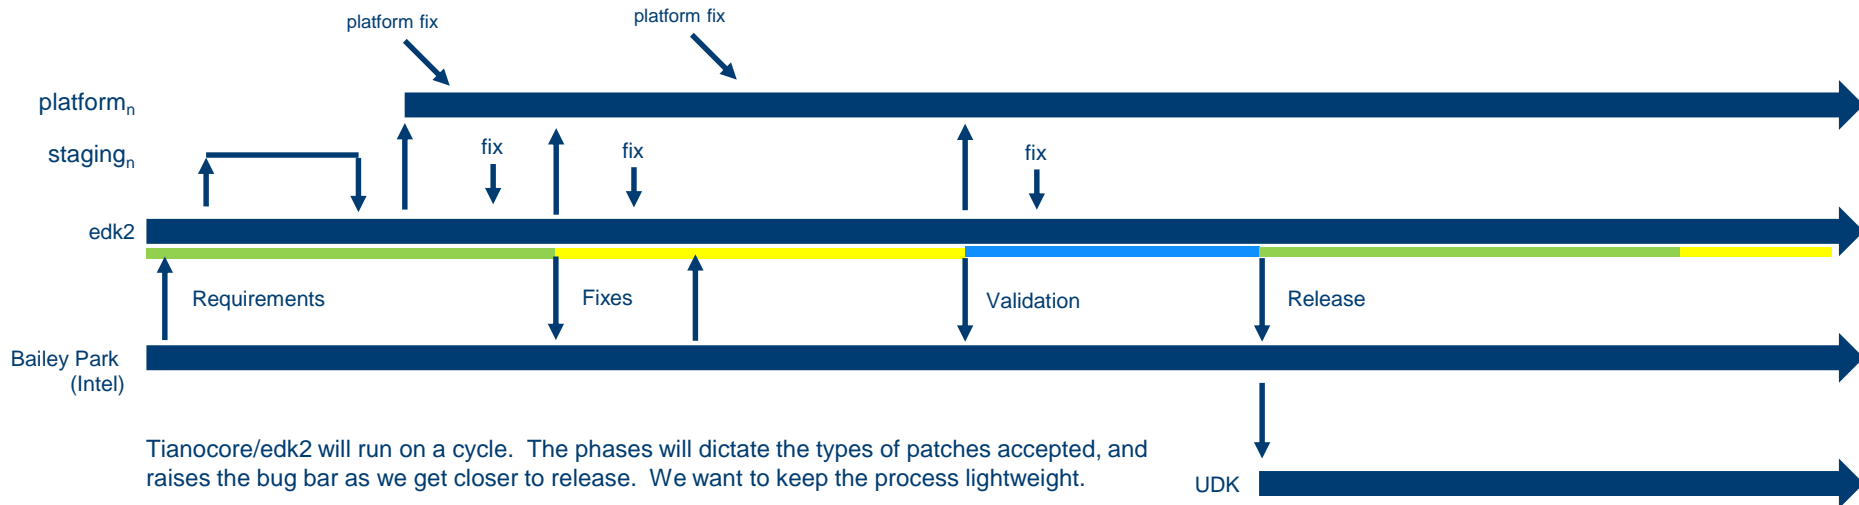 platform fix
platform fix
platformn
stagingn
fix
fix
fix
edk2
Requirements
Fixes
Validation
Release
Bailey Park
(Intel)
Tianocore/edk2 will run on a cycle.  The phases will dictate the types of patches accepted, and
raises the bug bar as we get closer to release.  We want to keep the process lightweight.
UDK